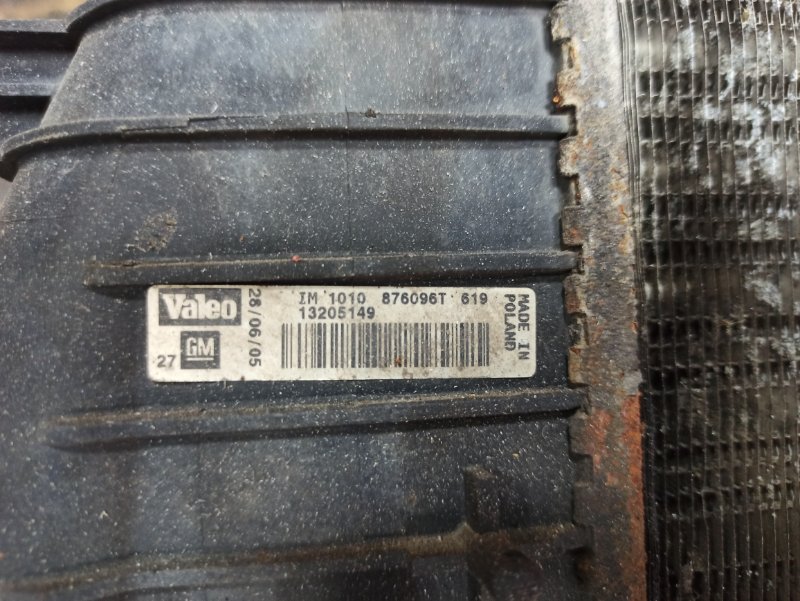 Valeo
27 GM
28/06/05
IM 1010 876096T 619
13205149
MADE IN
POLAND